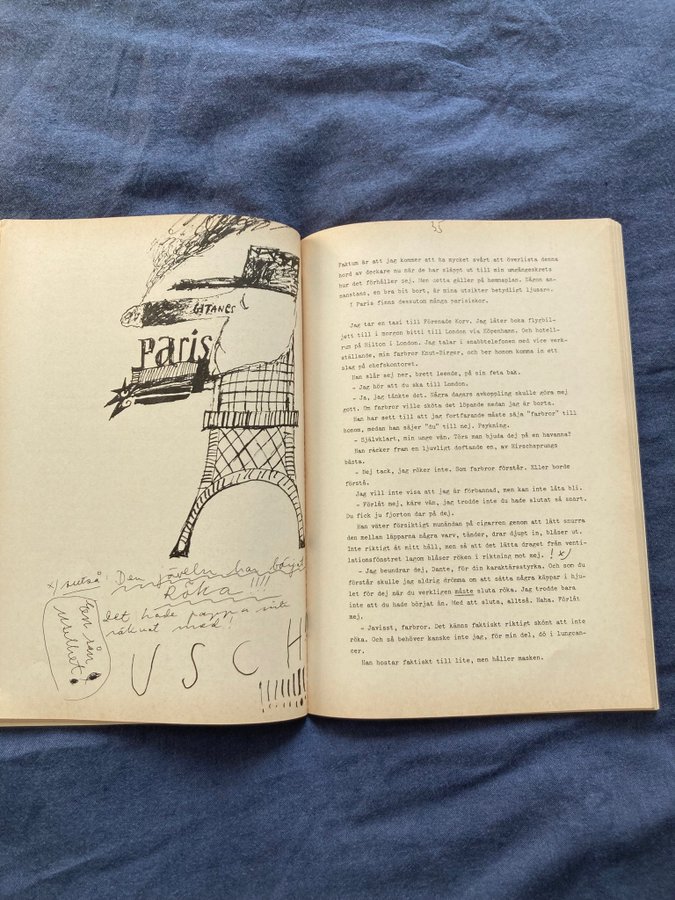 GITANES
Paris
x) Outså: Den jäveln har börjat
Röka !!!!
Det hade pappa inte
räknat med!
En sån
uselhet!
USCH
!!!!!!!!
35
Faktum är att jag kommer att ha mycket svårt att överlista denna
hord av deckare nu när de har släppt ut till min umgängeskrets
hur det förhåller sej. Men detta gäller på hemmaplan. Någon an-
nanstans, en bra bit bort, är mina utsikter betydligt ljusare.
I Paris finns dessutom många parisiskor.
Jag tar en taxi till Förenade Korv. Jag låter boka flygbil-
jett till i morgon bitti till London via Köpenhamn. Och hotell-
rum på Hilton i London. Jag talar i snabbtelefonen med vice verk-
ställande, min farbror Knut-Birger, och ber honom komma in ett
slag på chefskontoret.
Han slår sej ner, brett leende, på sin feta bak.
- Jag hör att du ska till London.
- Ja, jag tänkte det. Några dagars avkoppling skulle göra mej
gott. Om farbror ville sköta det löpande medan jag är borta.
Han har sett till att jag fortfarande måste säja "farbror" till
honom, medan han säjer "du" till mej. Psykning.
- Självklart, min unge vän. Törs man bjuda dej på en havanna?
Han räcker fram en ljuvligt doftande en, av Hirschsprungs
bästa.
- Nej tack, jag röker inte. Som farbror förstår. Eller borde
förstå.
Jag vill inte visa att jag är förbannad, men kan inte låta bli.
- Förlåt mej, käre vän, jag trodde inte du hade slutat så snart.
Du fick ju fjorton dar på dej.
Han väter försiktigt munändan på cigarren genom att lätt snurra
den mellan läpparna några varv, tänder, drar djupt in, blåser ut.
Inte riktigt åt mitt håll, men så att det lätta draget från venti-
lationsfönstret lagom blåser röken i riktning mot mej. ! x)
- Jag beundrar dej, Dante, för din karaktärsstyrka. Och som du
förstår skulle jag aldrig drömma om att sätta några käppar i hju-
let för dej när du verkligen måste sluta röka. Jag trodde bara
inte att du hade börjat än. Med att sluta, alltså. Haha. Förlåt
mej.
- Javisst, farbror. Det känns faktiskt riktigt skönt att inte
röka. Och så behöver kanske inte jag, för min del, dö i lungcan-
cer.
Han hostar faktiskt till lite, men håller masken.